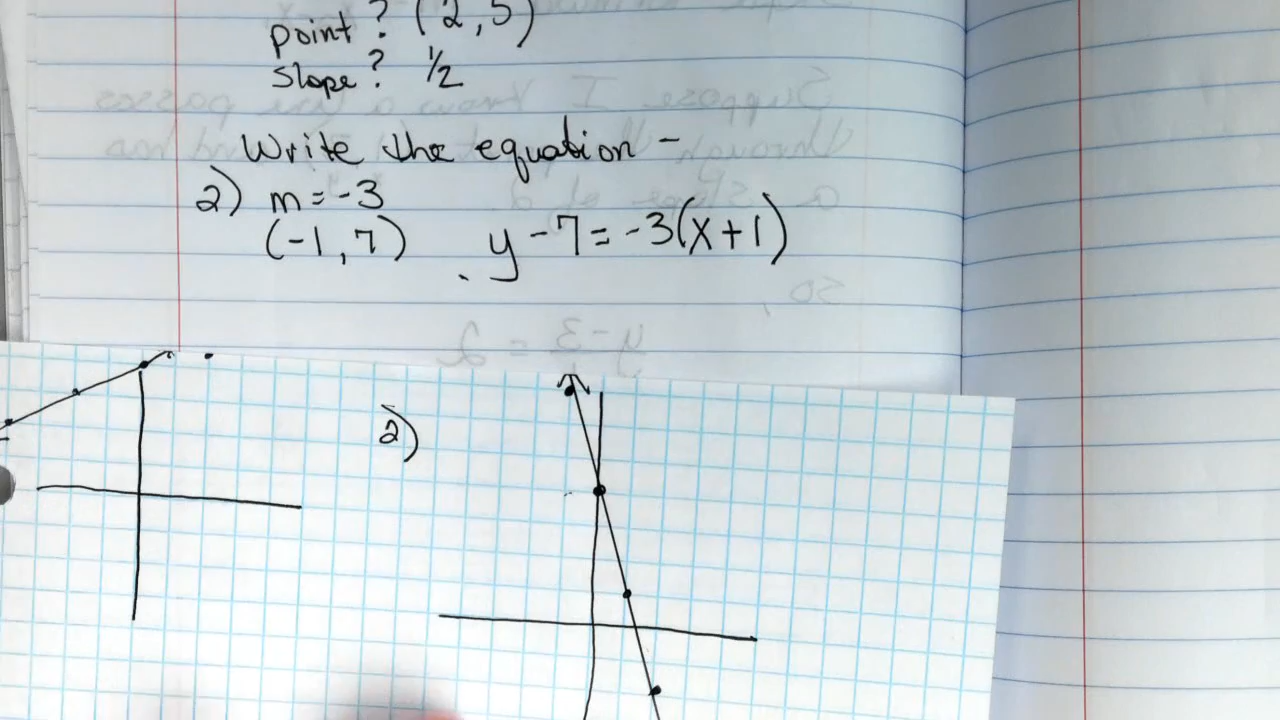 point? (2,5)
slope? 1/2
Write the equation -
2) m = -3
(-1, 7) y - 7 = -3(x + 1)
2)